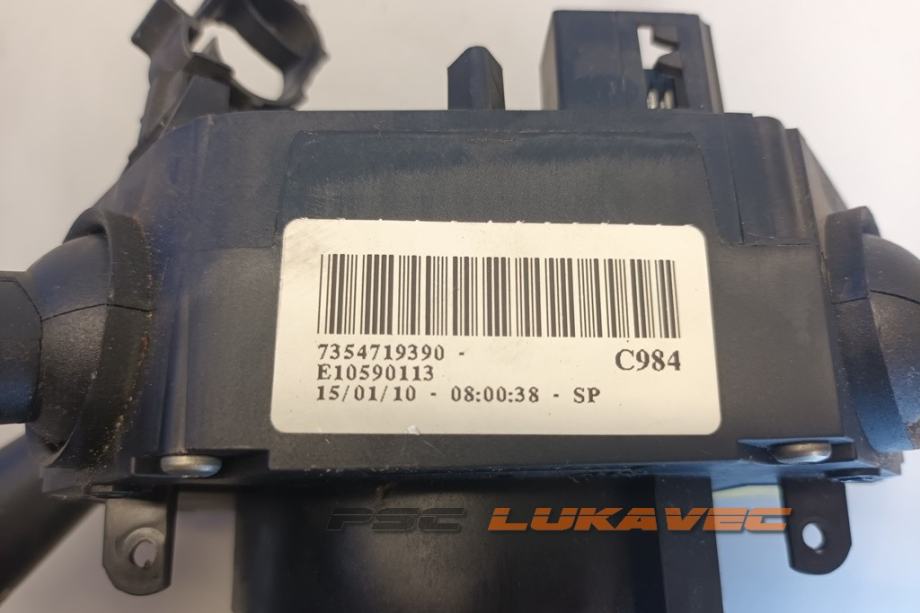 7354719390 -
E10590113
C984
15/01/10 - 08:00:38 - SP
PSC LUKAVEC